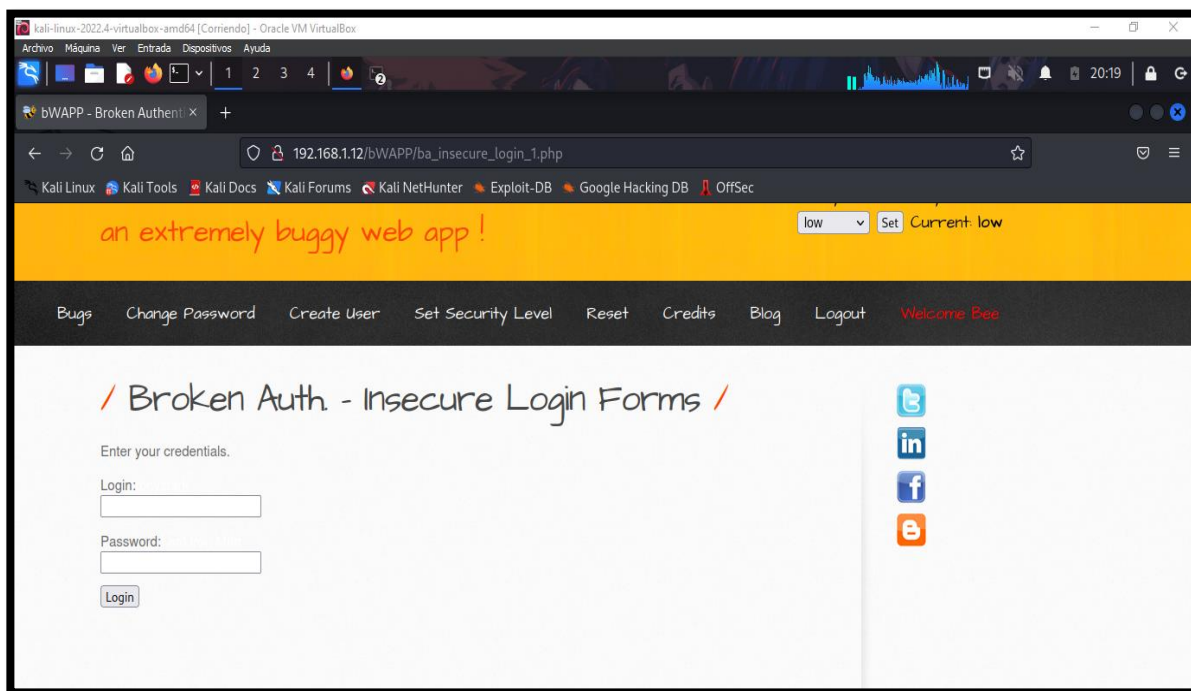 kali-linux-2022.4-virtualbox-amd64 [Corriendo] - Oracle VM VirtualBox
Archivo Máquina Ver Entrada Dispositivos Ayuda
1 2 3 4 2 20:19
bWAPP - Broken Authenti
192.168.1.12/bWAPP/ba_insecure_login_1.php
Kali Linux Kali Tools Kali Docs Kali Forums Kali NetHunter Exploit-DB Google Hacking DB OffSec
an extremely buggy web app !
low Set Current: low
Bugs Change Password Create User Set Security Level Reset Credits Blog Logout Welcome Bee
/ Broken Auth. - Insecure Login Forms /
Enter your credentials.
Login:
Password:
Login